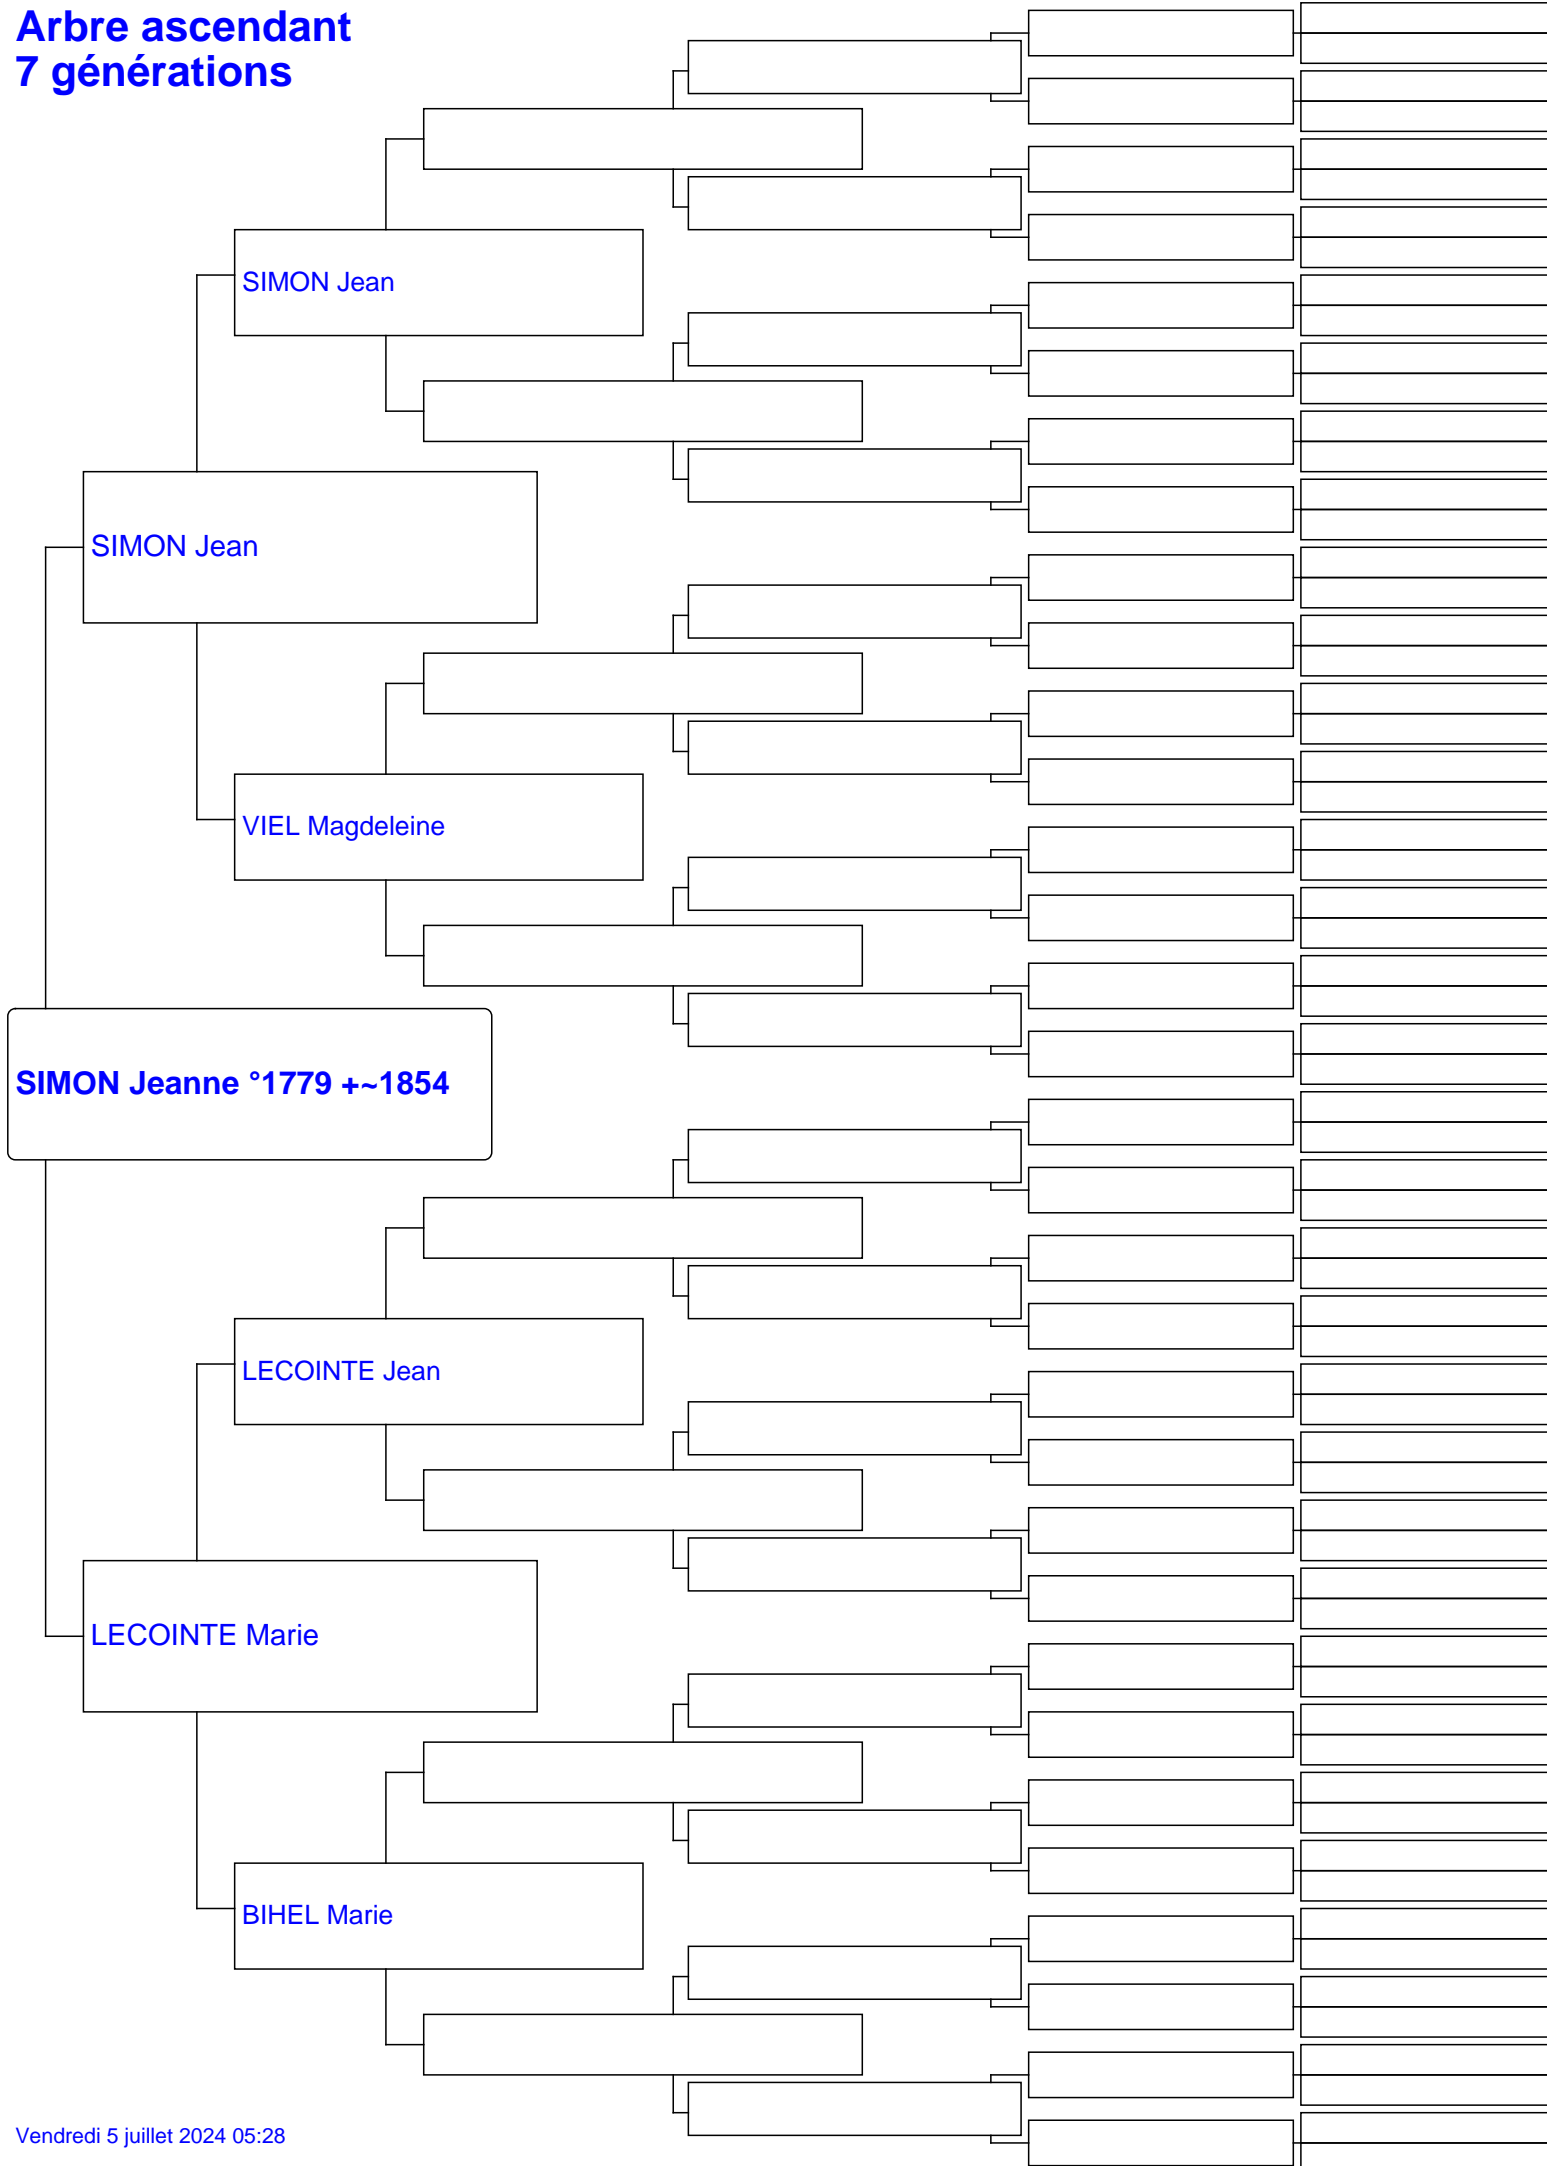 Arbre ascendant
7 générations
SIMON Jean
SIMON Jean
VIEL Magdeleine
SIMON Jeanne °1779 +~1854
LECOINTE Jean
LECOINTE Marie
BIHEL Marie
Vendredi 5 juillet 2024 05:28